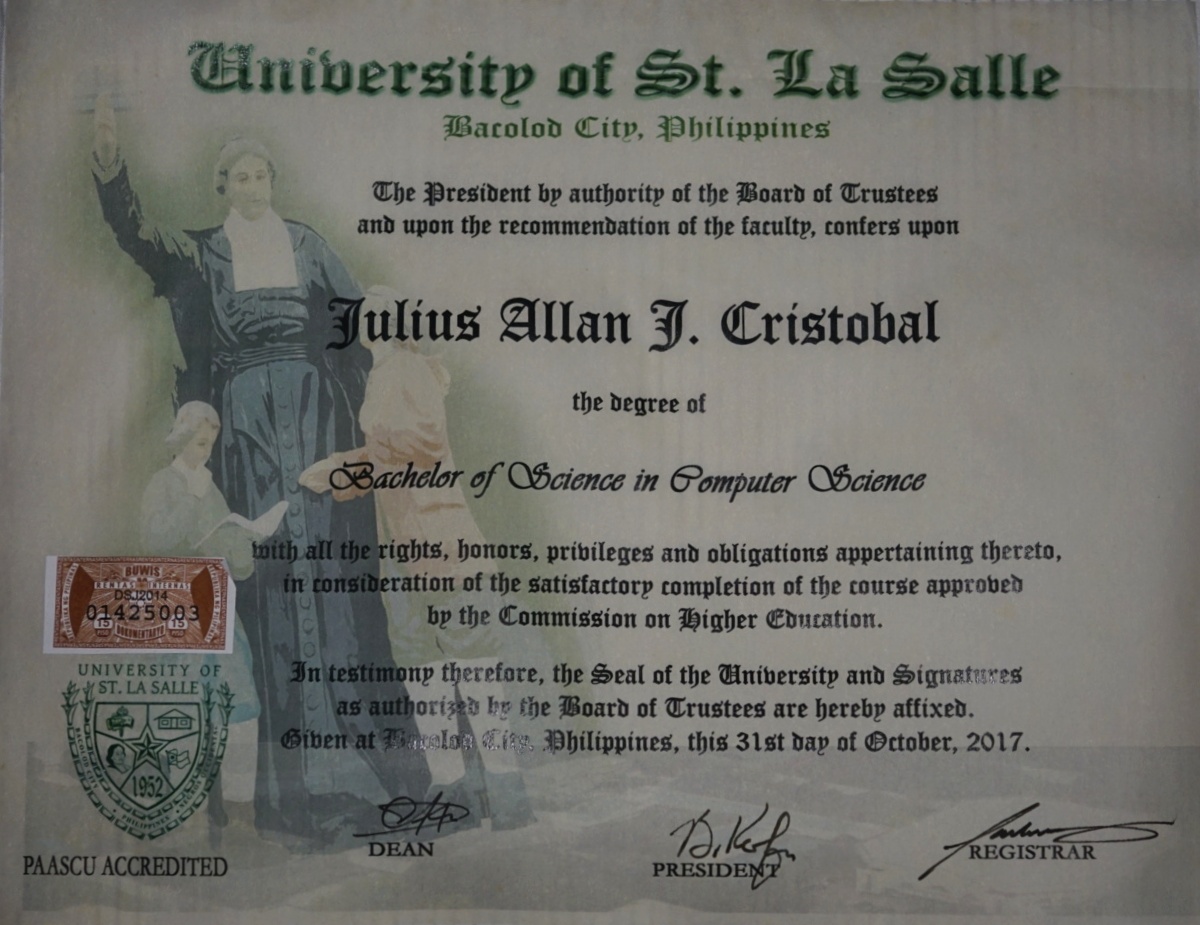 University of St. La Salle
Bacolod City, Philippines
The President by authority of the Board of Trustees
and upon the recommendation of the faculty, confers upon
Julius Allan J. Cristobal
the degree of
Bachelor of Science in Computer Science
with all the rights, honors, privileges and obligations appertaining thereto,
in consideration of the satisfactory completion of the course approved
by the Commission on Higher Education.
In testimony therefore, the Seal of the University and Signatures
as authorized by the Board of Trustees are hereby affixed.
Given at Bacolod City, Philippines, this 31st day of October, 2017.
BUWIS
RENTAS INTERNAS
DSJ2014
01425003
15 15
DOCUMENTARYO
UNIVERSITY OF
ST. LA SALLE
BACOLOD CITY
1952
PHILIPPINES
PAASCU ACCREDITED
DEAN
PRESIDENT
REGISTRAR